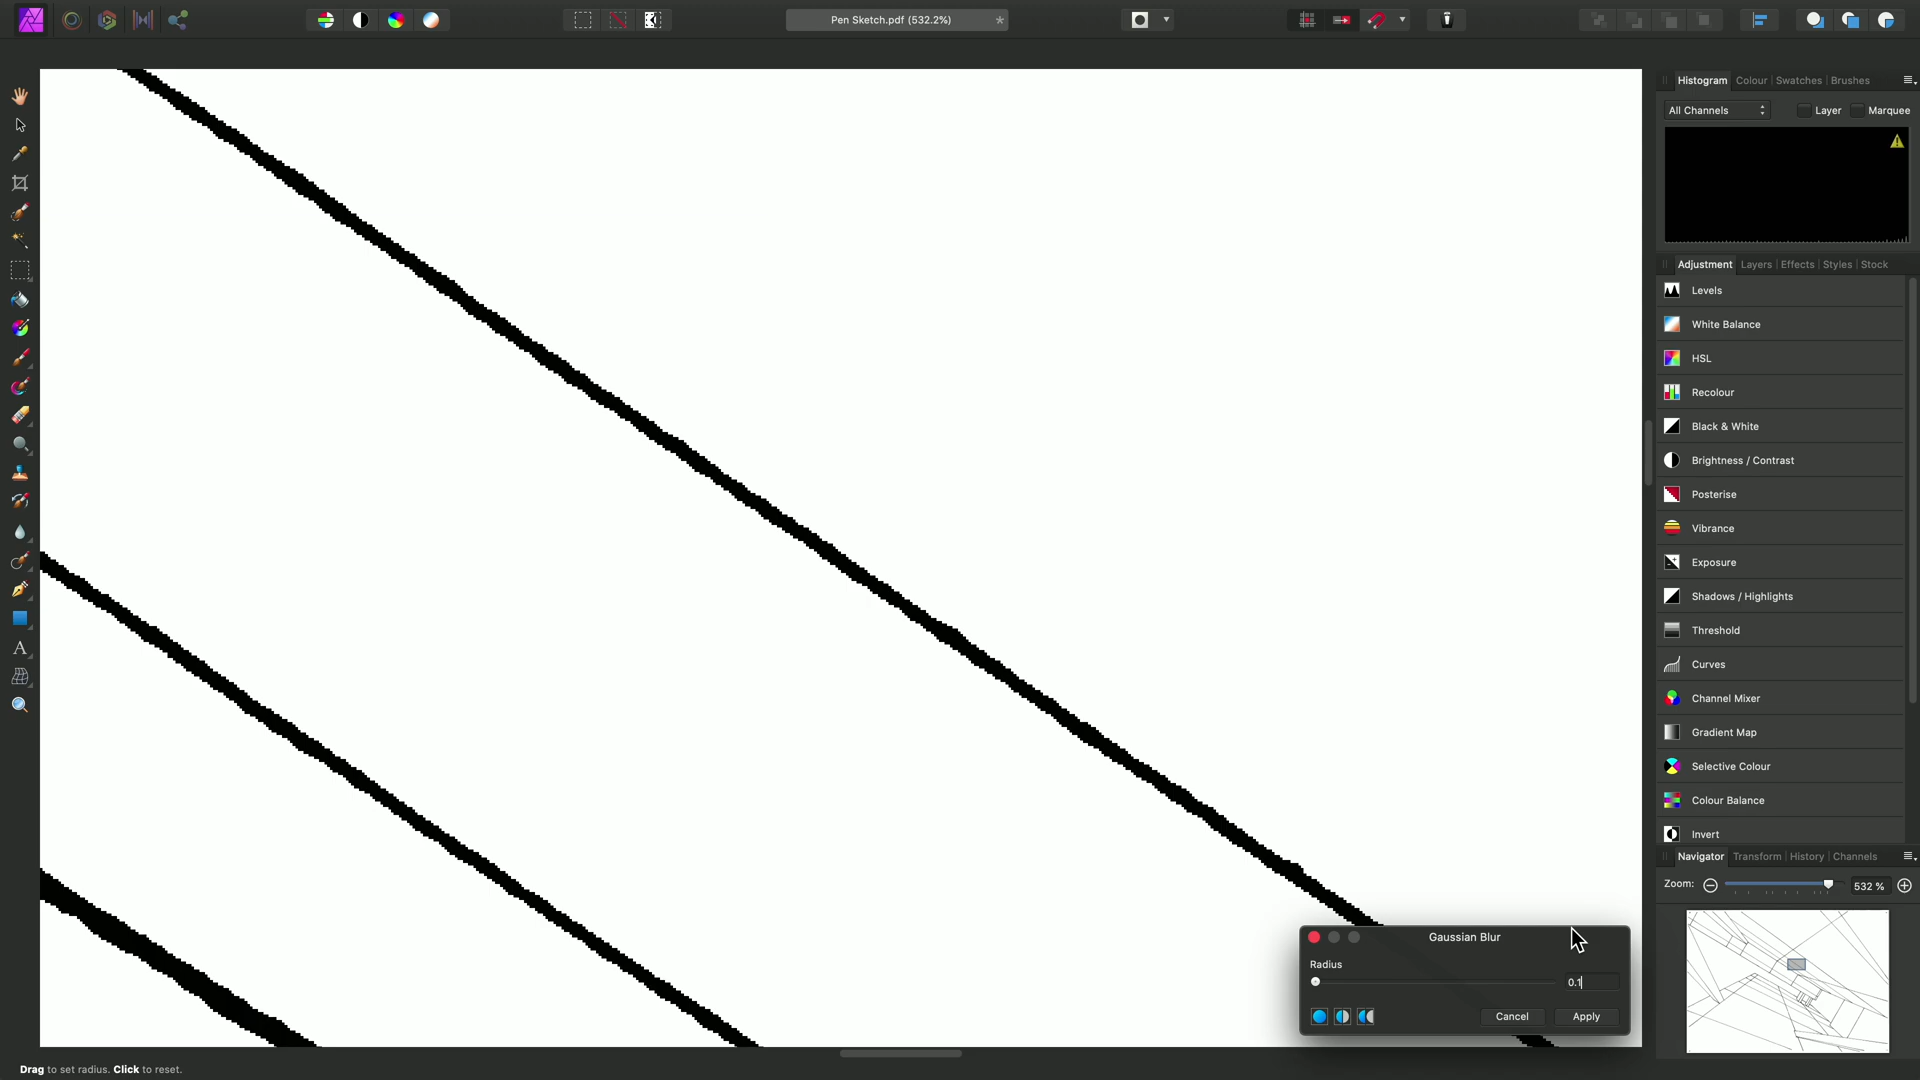 Pen Sketch.pdf (532.2%)
*
Histogram Colour Swatches Brushes
All Channels Layer Marquee
Adjustment Layers Effects Styles Stock
Levels
White Balance
HSL
Recolour
Black & White
Brightness / Contrast
Posterise
Vibrance
Exposure
Shadows / Highlights
Threshold
Curves
Channel Mixer
Gradient Map
Selective Colour
Colour Balance
Invert
Navigator Transform History Channels
Zoom: 532 %
Gaussian Blur
Radius
0.1
Cancel Apply
Drag to set radius. Click to reset.